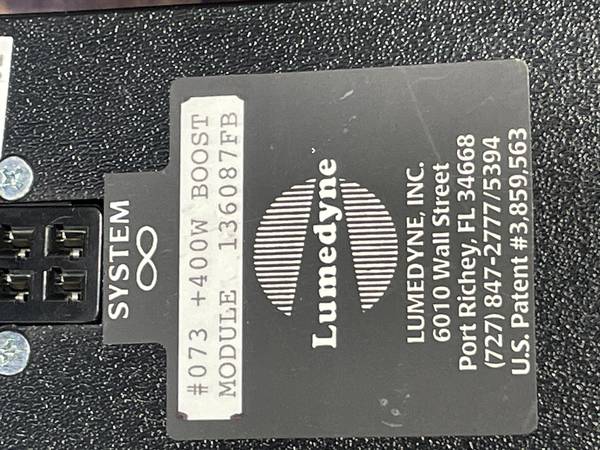 SYSTEM
∞
#073 +400W BOOST
MODULE 136087FB
Lumedyne
LUMEDYNE, INC.
6010 Wall Street
Port Richey, FL 34668
(727) 847-2777/5394
U.S. Patent #3,859,563